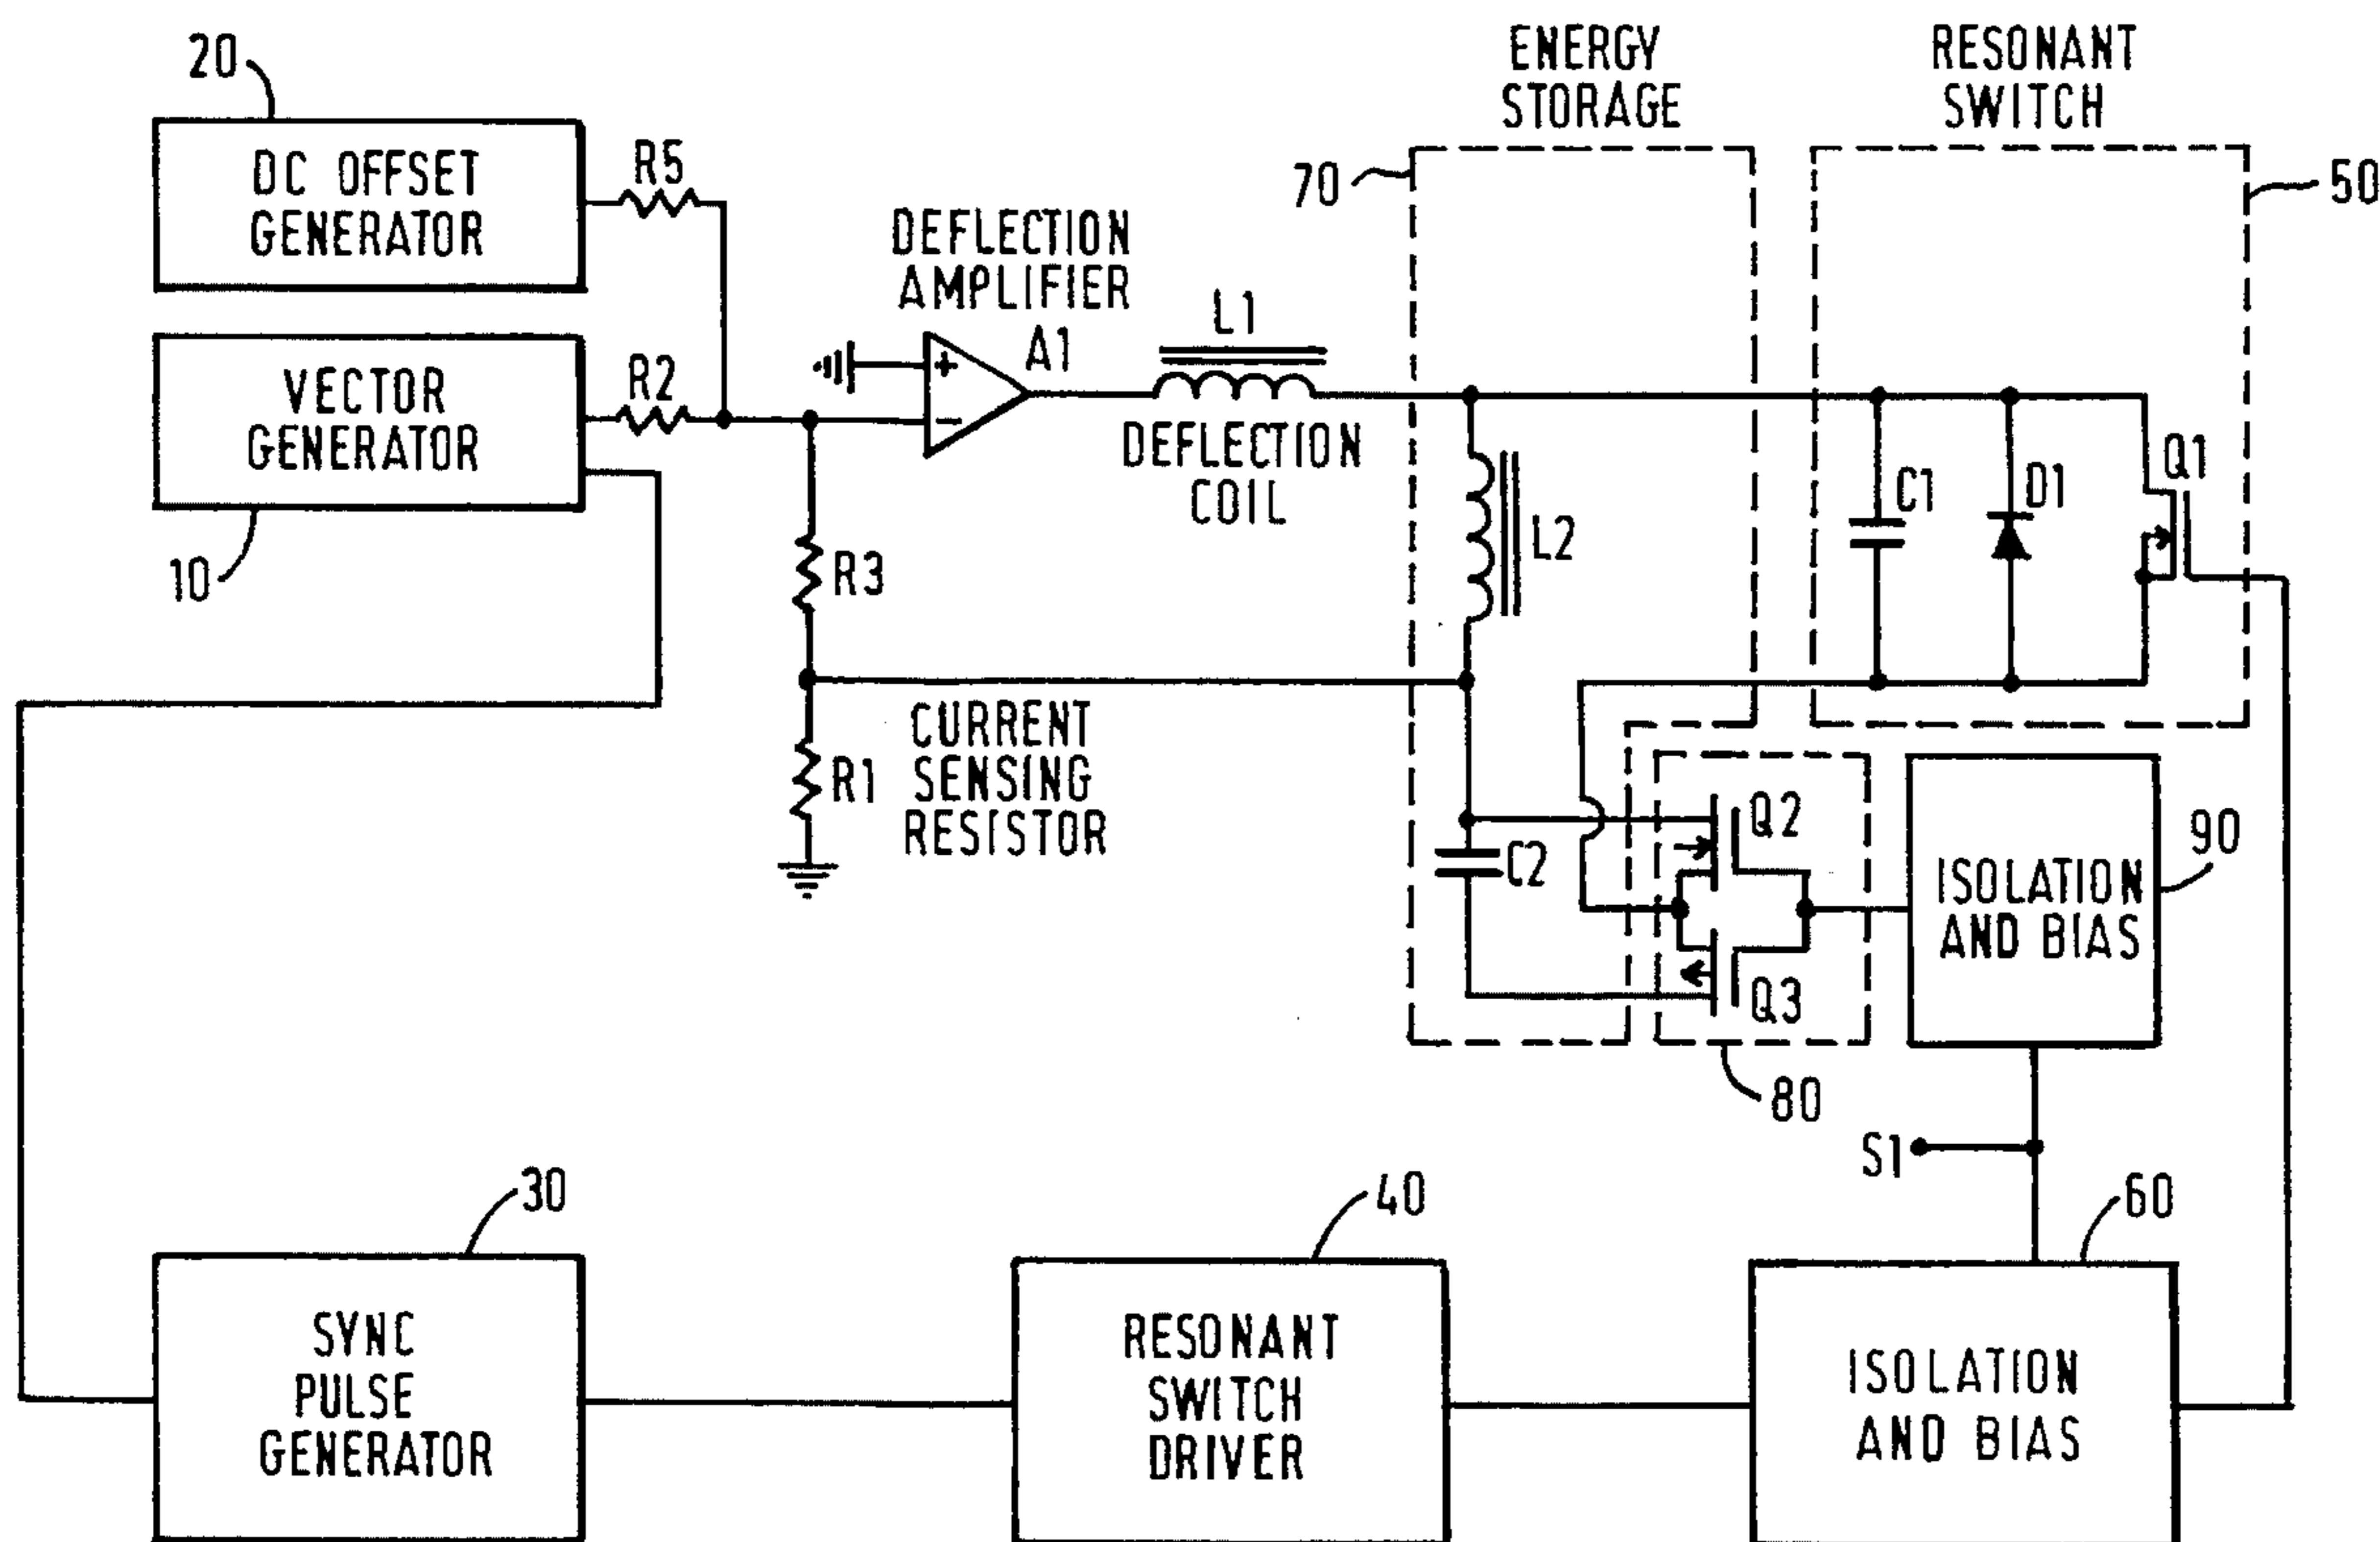 ENERGY
STORAGE
RESONANT
SWITCH
20
DC OFFSET
GENERATOR
R5
70
50
DEFLECTION
AMPLIFIER
A1
L1
VECTOR
GENERATOR
R2
+
−
DEFLECTION
COIL
10
R3
L2
C1
D1
Q1
CURRENT
SENSING
RESISTOR
R1
C2
Q2
Q3
ISOLATION
AND BIAS
90
80
S1
30
40
60
SYNC
PULSE
GENERATOR
RESONANT
SWITCH
DRIVER
ISOLATION
AND BIAS